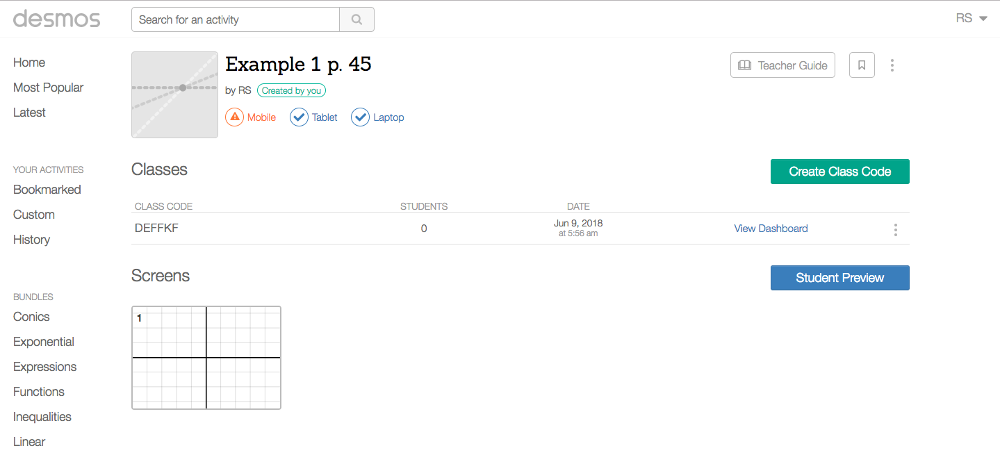 desmos
Search for an activity
RS
Home
Most Popular
Latest
YOUR ACTIVITIES
Bookmarked
Custom
History
BUNDLES
Conics
Exponential
Expressions
Functions
Inequalities
Linear
Example 1 p. 45
by RS Created by you
Mobile Tablet Laptop
Teacher Guide
Classes
Create Class Code
CLASS CODE STUDENTS DATE
DEFFKF 0 Jun 9, 2018 View Dashboard
at 5:56 am
Screens
Student Preview
1